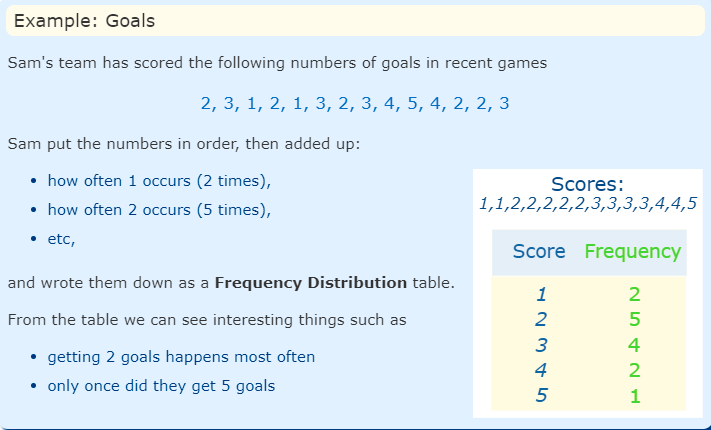 Example: Goals
Sam's team has scored the following numbers of goals in recent games
2, 3, 1, 2, 1, 3, 2, 3, 4, 5, 4, 2, 2, 3
Sam put the numbers in order, then added up:
• how often 1 occurs (2 times),
• how often 2 occurs (5 times),
• etc,
and wrote them down as a Frequency Distribution table.
From the table we can see interesting things such as
• getting 2 goals happens most often
• only once did they get 5 goals
Scores:
1,1,2,2,2,2,2,3,3,3,3,4,4,5
Score Frequency
1 2
2 5
3 4
4 2
5 1